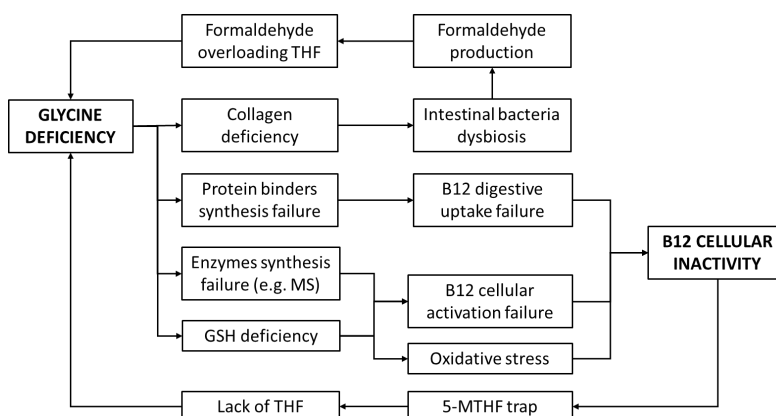 Formaldehyde
overloading THF
Formaldehyde
production
GLYCINE
DEFICIENCY
Collagen
deficiency
Intestinal bacteria
dysbiosis
Protein binders
synthesis failure
B12 digestive
uptake failure
B12 CELLULAR
INACTIVITY
Enzymes synthesis
failure (e.g. MS)
B12 cellular
activation failure
GSH deficiency
Oxidative stress
Lack of THF
5-MTHF trap